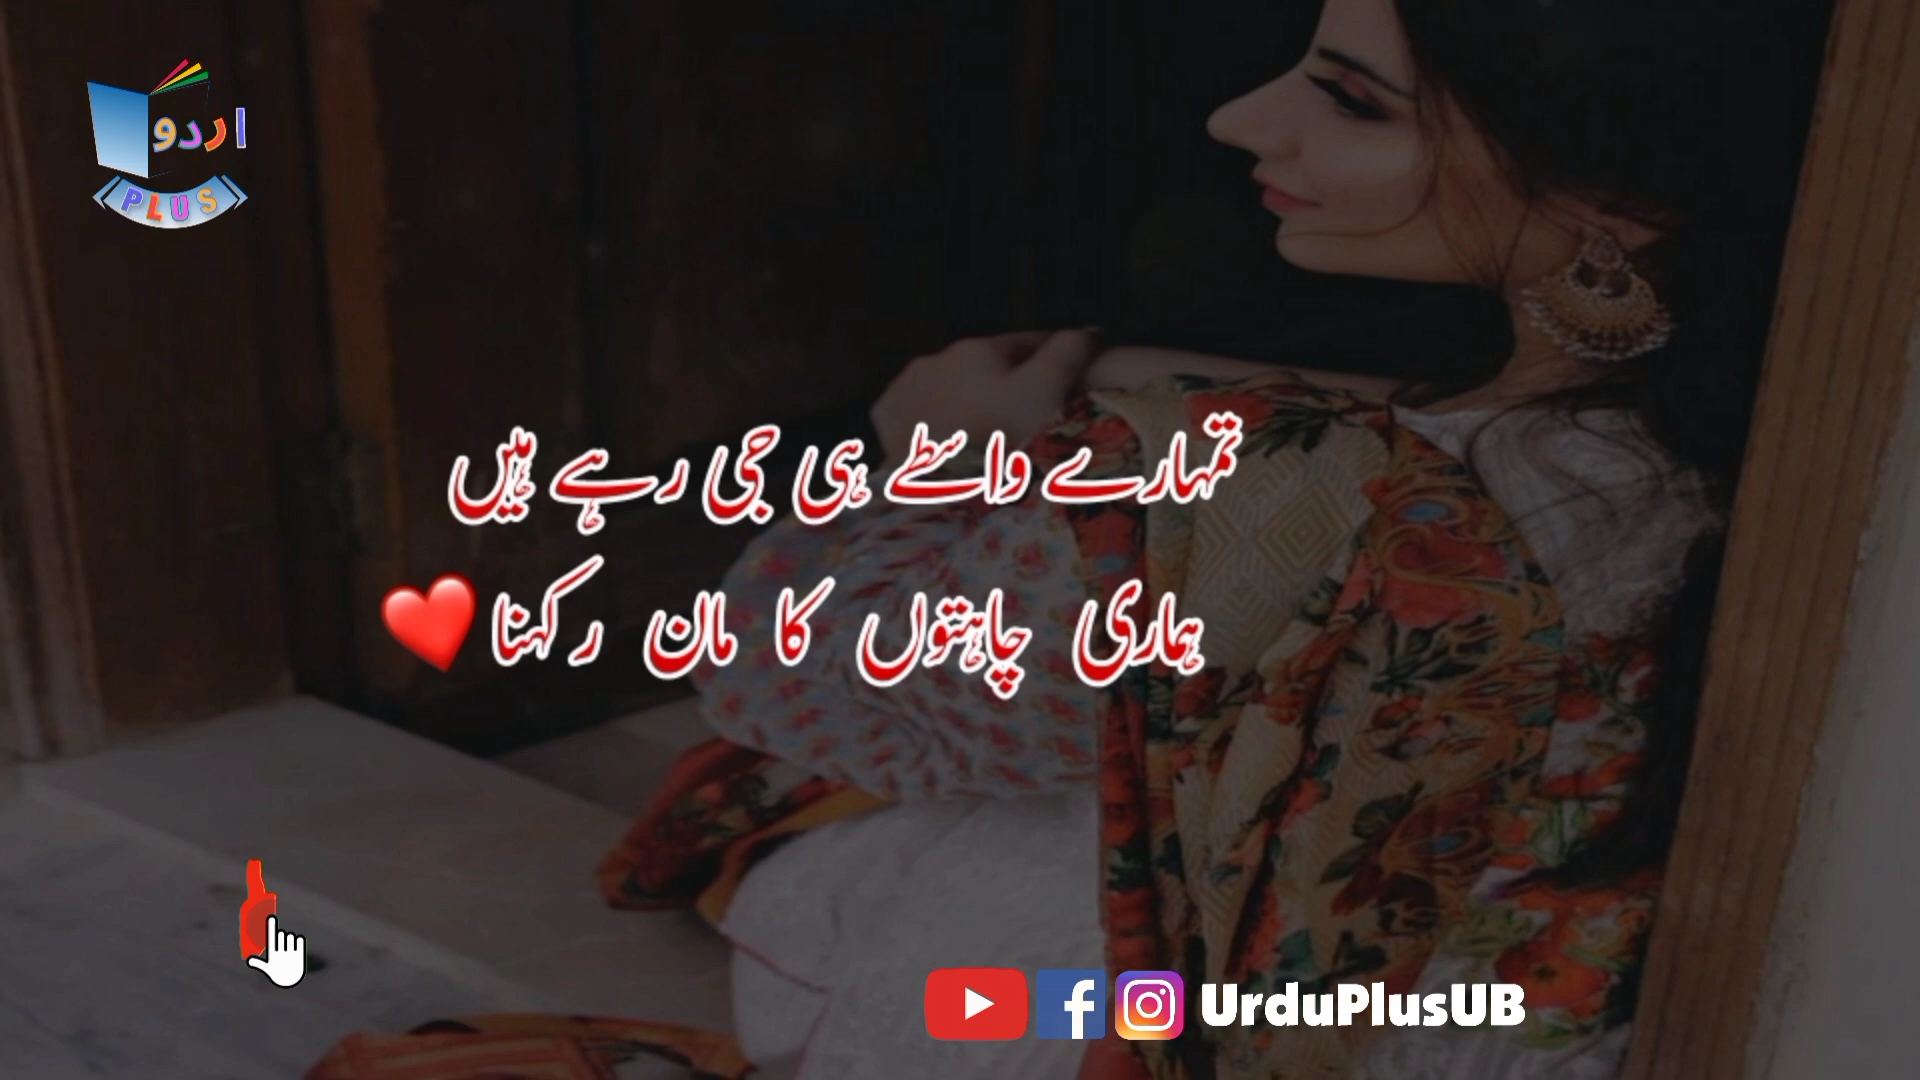 اردو
PLUS
تمہارے واسطے ہی جی رہے ہیں
ہماری چاہتوں کا مان رکھنا❤️
UrduPlusUB